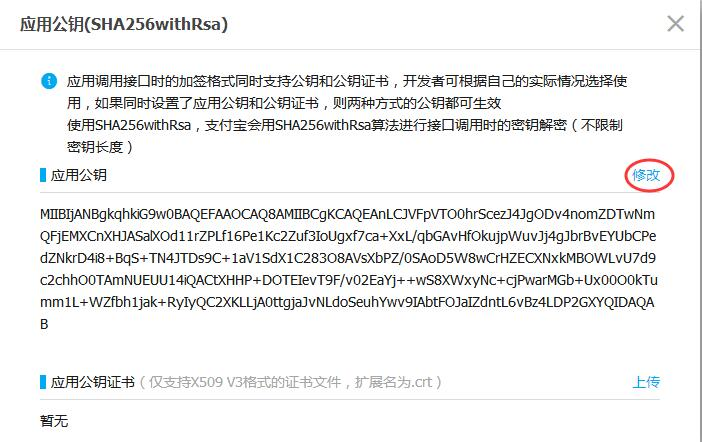 应用公钥(SHA256withRsa)
应用调用接口时的加签格式同时支持公钥和公钥证书，开发者可根据自己的实际情况选择使
用，如果同时设置了应用公钥和公钥证书，则两种方式的公钥都可生效
使用SHA256withRsa，支付宝会用SHA256withRsa算法进行接口调用时的密钥解密（不限制
密钥长度）
应用公钥 修改
MIIBIjANBgkqhkiG9w0BAQEFAAOCAQ8AMIIBCgKCAQEAnLCJVFpVTO0hrScezJ4JgODv4nomZDTwNm
QFjEMXCnXHJASalXOd11rZPLf16Pe1Kc2Zuf3IoUgxf7ca+XxL/qbGAvHfOkujpWuvJj4gJbrBvEYUbCPe
dZNkrD4i8+BqS+TN4JTDs9C+1aV1SdX1C283O8AVsXbPZ/0SAoD5W8wCrHZECXNxkMBOWLvU7d9
c2chhO0TAmNUEUU14iQACtXHHP+DOTEIevT9F/v02EaYj++wS8XWxyNc+cjPwarMGb+Ux00O0kTu
mm1L+WZfbh1jak+RyIyQC2XKLLjA0ttgjaJvNLdoSeuhYwv9IAbtFOJaIZdntL6vBz4LDP2GXYQIDAQA
B
应用公钥证书（仅支持X509 V3格式的证书文件，扩展名为.crt） 上传
暂无